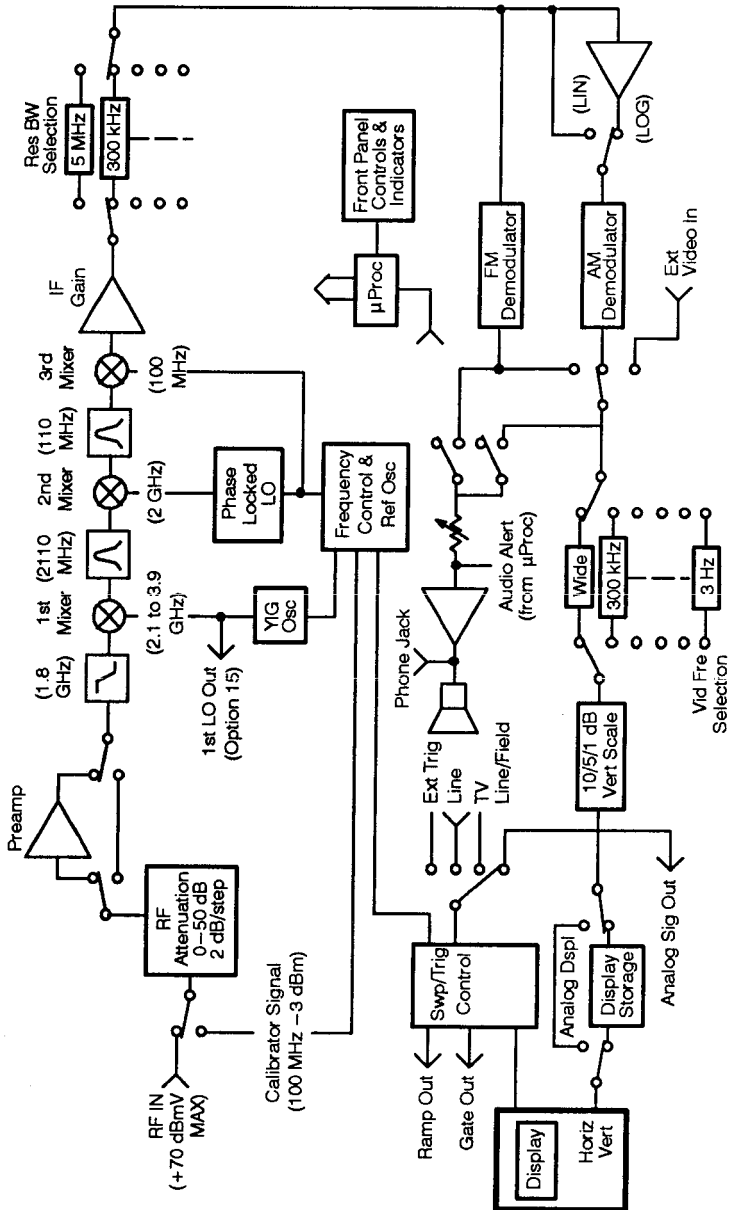 RF IN
(+70 dBmV
MAX)
Calibrator Signal
(100 MHz –3 dBm)
RF
Attenuation
0–50 dB
2 dB/step
Preamp
(1.8
GHz)
1st
Mixer
(2.1 to 3.9
GHz)
1st LO Out
(Option 15)
YIG
Osc
(2110
MHz)
2nd
Mixer
(2 GHz)
Phase
Locked
LO
Frequency
Control &
Ref Osc
(110
MHz)
3rd
Mixer
(100
MHz)
IF
Gain
Res BW
Selection
5 MHz
300 kHz
µProc
Front Panel
Controls &
Indicators
Ramp Out
Gate Out
Swp/Trig
Control
Ext Trig
Line
TV
Line/Field
Phone Jack
Audio Alert
(from µProc)
FM
Demodulator
(LIN)
(LOG)
AM
Demodulator
Ext
Video In
Display
Horiz
Vert
Analog Dspl
Display
Storage
Analog Sig Out
10/5/1 dB
Vert Scale
Wide
300 kHz
3 Hz
Vid Fre
Selection